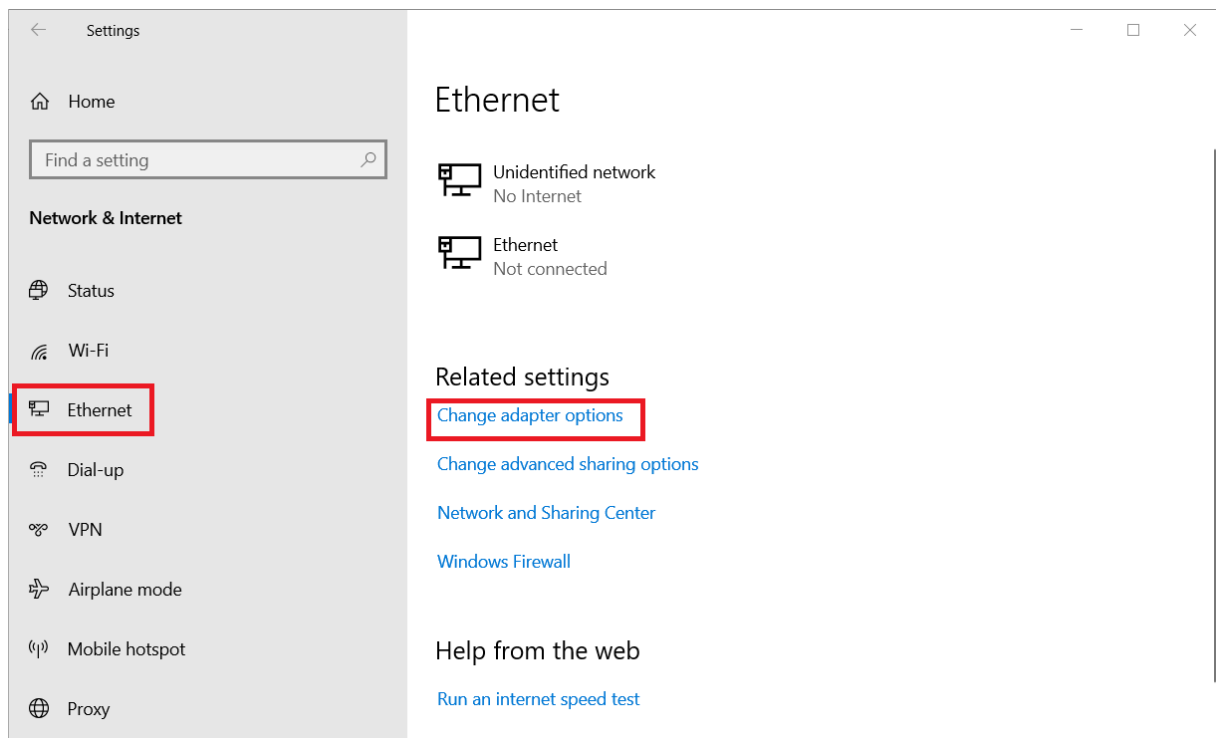 Settings
Home
Find a setting
Network & Internet
Status
Wi-Fi
Ethernet
Dial-up
VPN
Airplane mode
Mobile hotspot
Proxy
Ethernet
Unidentified network
No Internet
Ethernet
Not connected
Related settings
Change adapter options
Change advanced sharing options
Network and Sharing Center
Windows Firewall
Help from the web
Run an internet speed test